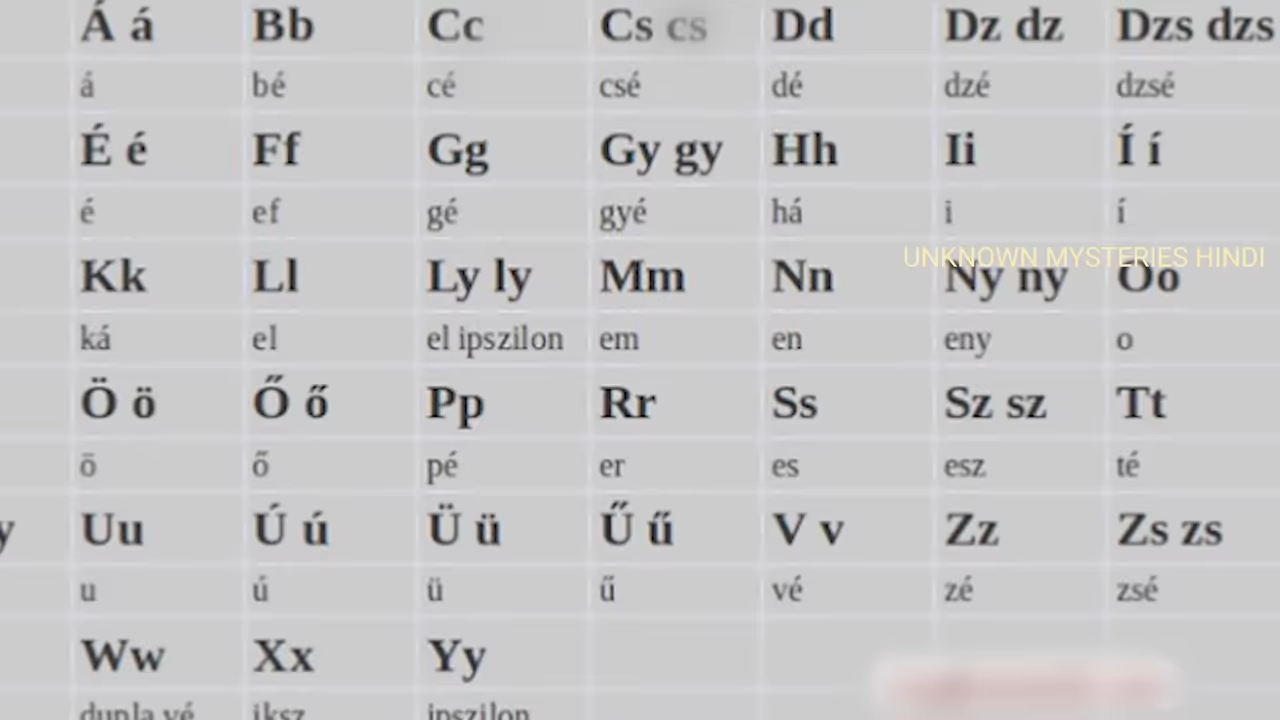 Á á Bb Cc Cs cs Dd Dz dz Dzs dzs
á bé cé csé dé dzé dzsé
É é Ff Gg Gy gy Hh Ii Í í
é ef gé gyé há i í
UNKNOWN MYSTERIES HINDI
Kk Ll Ly ly Mm Nn Ny ny Oo
ká el el ipszilon em en eny o
Ö ö Ő ő Pp Rr Ss Sz sz Tt
ö ő pé er es esz té
y Uu Ú ú Ü ü Ű ű V v Zz Zs zs
u ú ü ű vé zé zsé
Ww Xx Yy
dupla vé iksz ipszilon